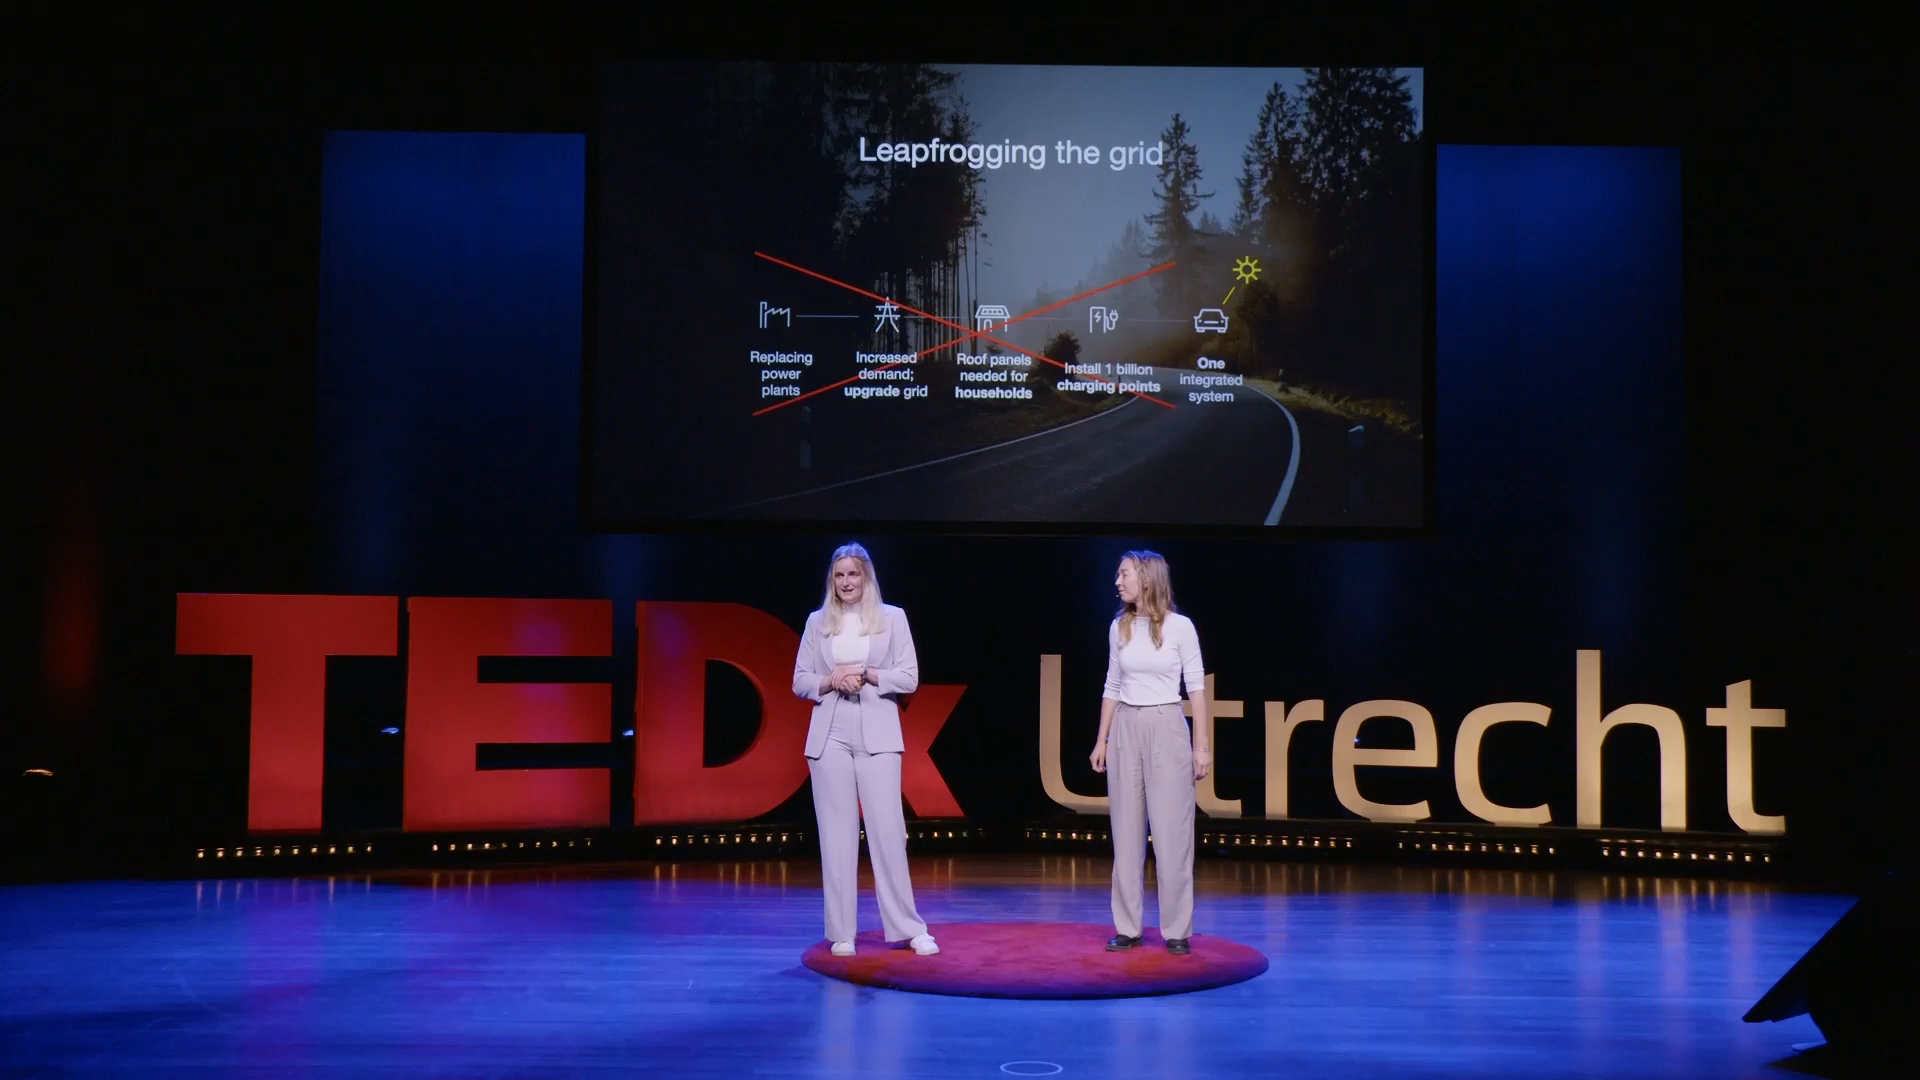 Leapfrogging the grid
Replacing
power
plants
Increased
demand;
upgrade grid
Roof panels
needed for
households
Install 1 billion
charging points
One
integrated
system
TEDx Utrecht